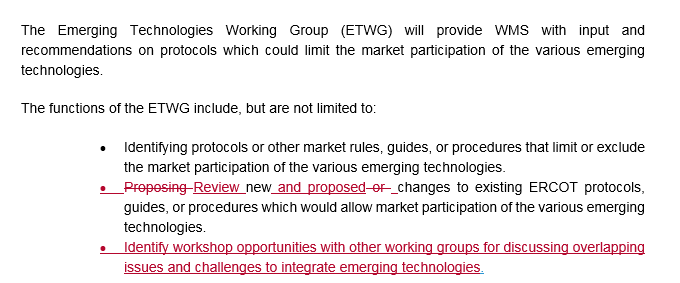 The Emerging Technologies Working Group (ETWG) will provide WMS with input and
recommendations on protocols which could limit the market participation of the various emerging
technologies.
The functions of the ETWG include, but are not limited to:
• Identifying protocols or other market rules, guides, or procedures that limit or exclude
the market participation of the various emerging technologies.
• Proposing Review new and proposed or changes to existing ERCOT protocols,
guides, or procedures which would allow market participation of the various emerging
technologies.
• Identify workshop opportunities with other working groups for discussing overlapping
issues and challenges to integrate emerging technologies.